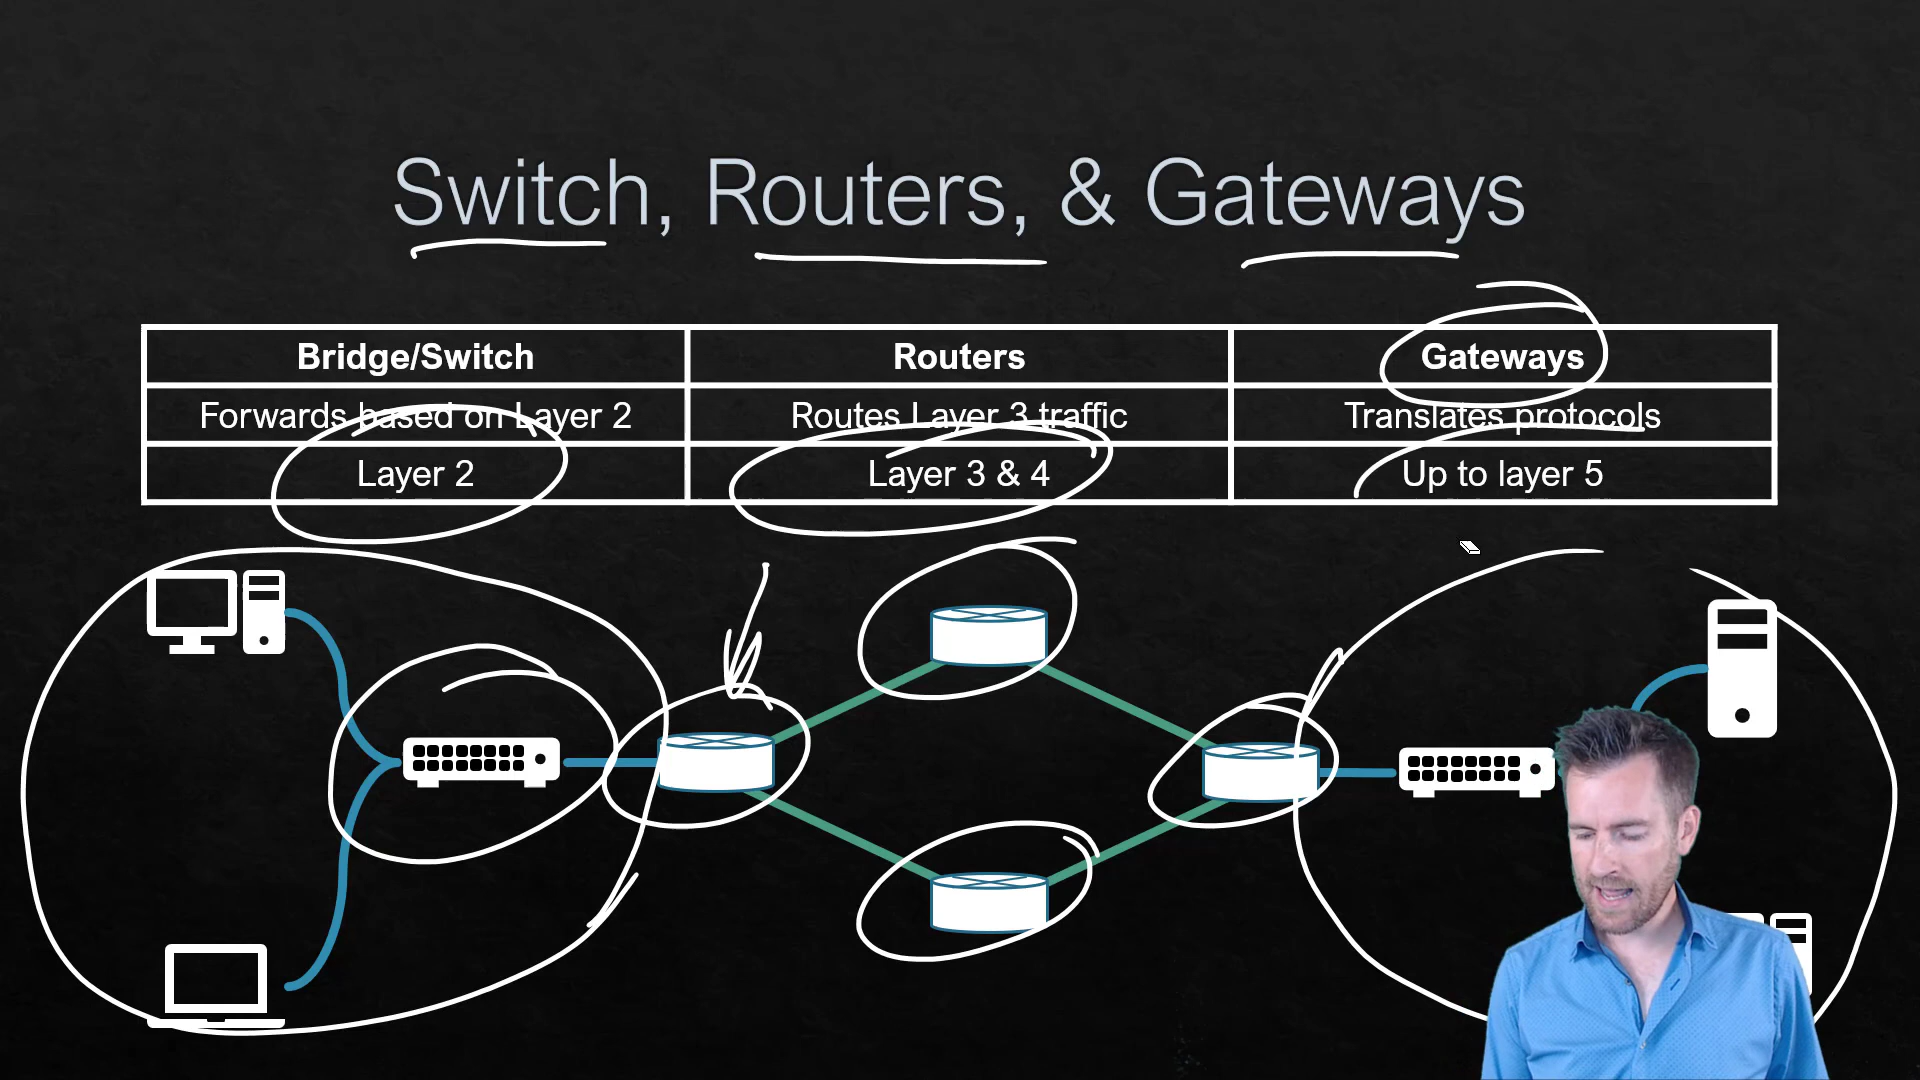 Switch, Routers, & Gateways
Bridge/Switch Routers Gateways
Forwards based on Layer 2 Routes Layer 3 traffic Translates protocols
Layer 2 Layer 3 & 4 Up to layer 5